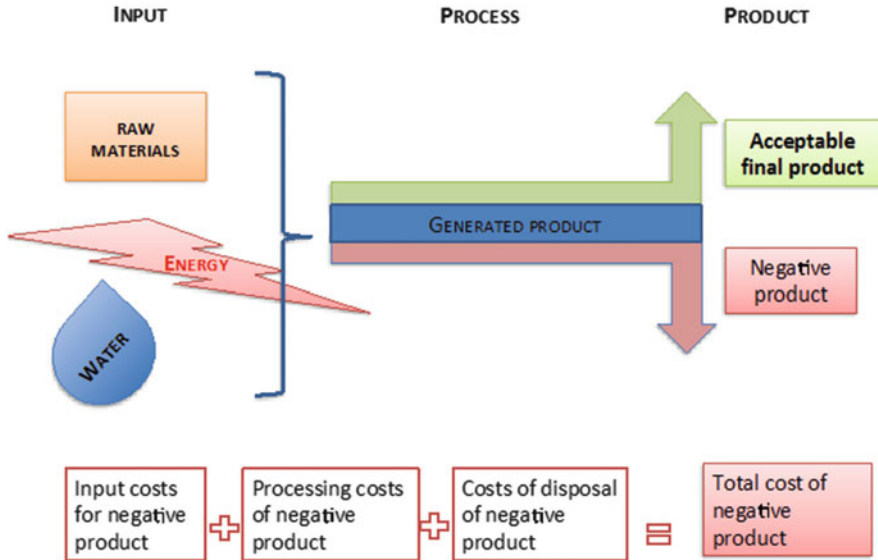 INPUT
PROCESS
PRODUCT
RAW
MATERIALS
ENERGY
WATER
GENERATED PRODUCT
Acceptable
final product
Negative
product
Input costs
for negative
product
Processing costs
of negative
product
Costs of disposal
of negative
product
Total cost of
negative
product